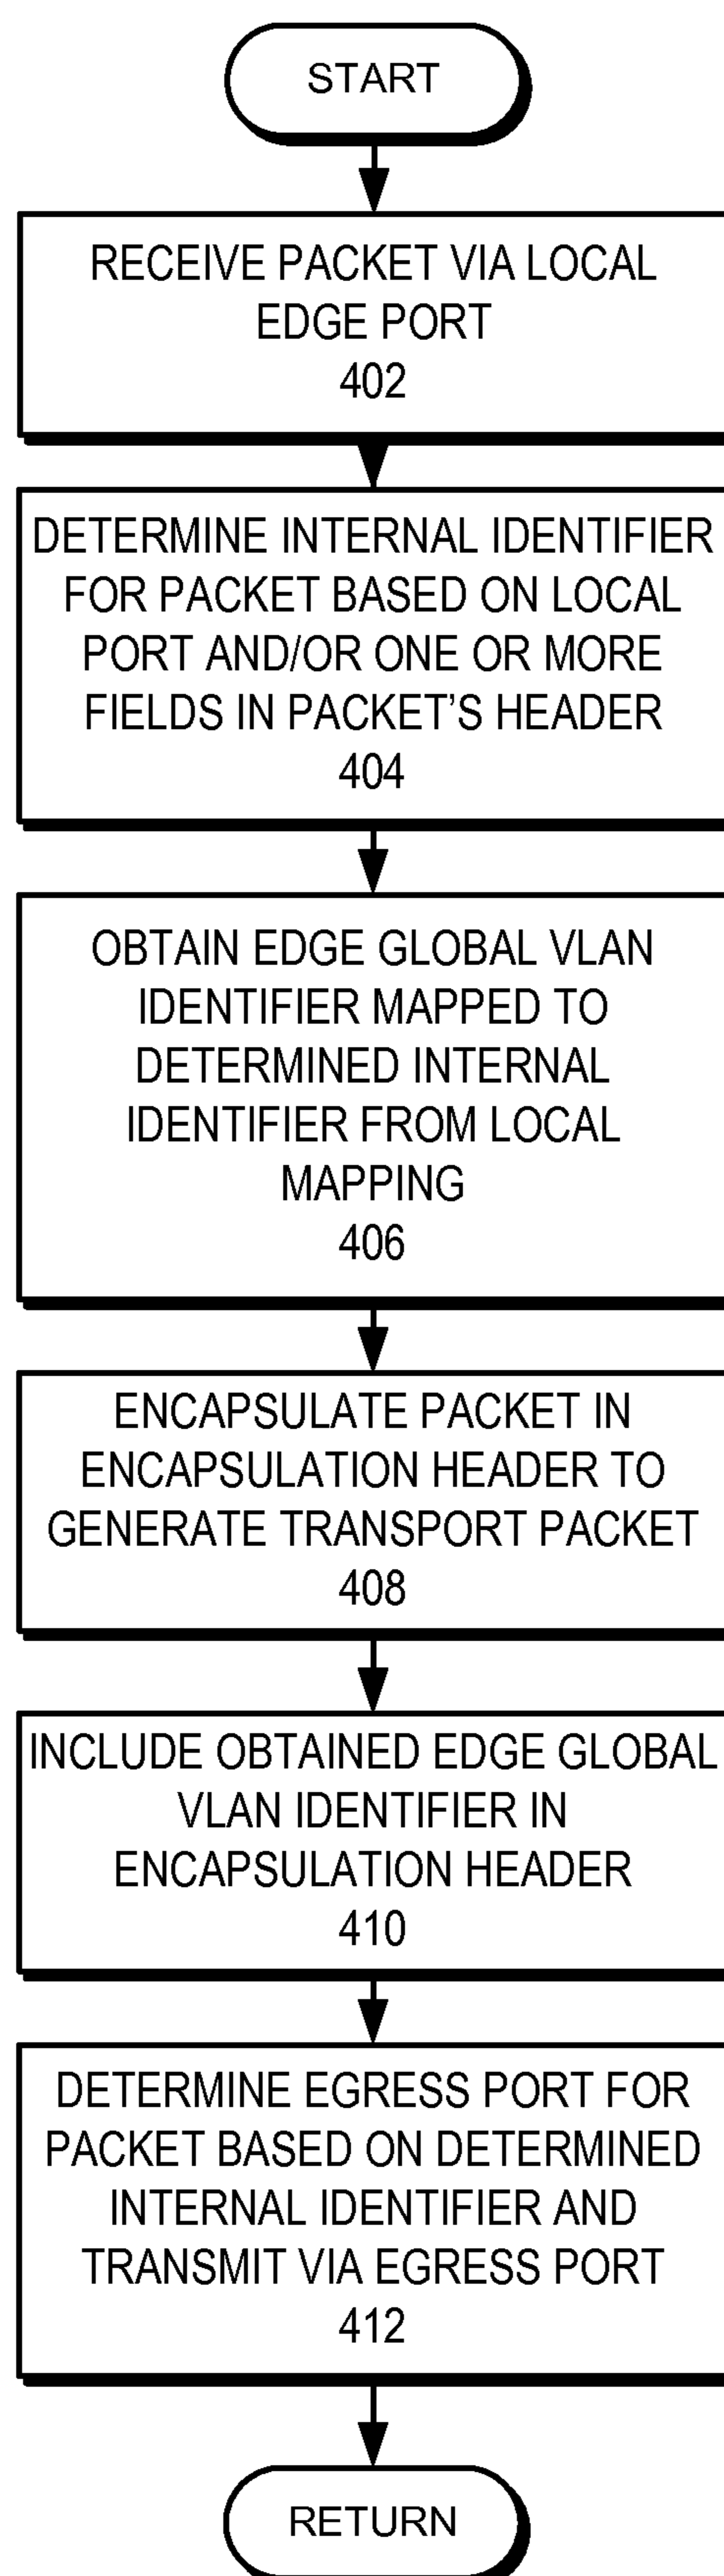 START
RECEIVE PACKET VIA LOCAL
EDGE PORT
402
DETERMINE INTERNAL IDENTIFIER
FOR PACKET BASED ON LOCAL
PORT AND/OR ONE OR MORE
FIELDS IN PACKET’S HEADER
404
OBTAIN EDGE GLOBAL VLAN
IDENTIFIER MAPPED TO
DETERMINED INTERNAL
IDENTIFIER FROM LOCAL
MAPPING
406
ENCAPSULATE PACKET IN
ENCAPSULATION HEADER TO
GENERATE TRANSPORT PACKET
408
INCLUDE OBTAINED EDGE GLOBAL
VLAN IDENTIFIER IN
ENCAPSULATION HEADER
410
DETERMINE EGRESS PORT FOR
PACKET BASED ON DETERMINED
INTERNAL IDENTIFIER AND
TRANSMIT VIA EGRESS PORT
412
RETURN